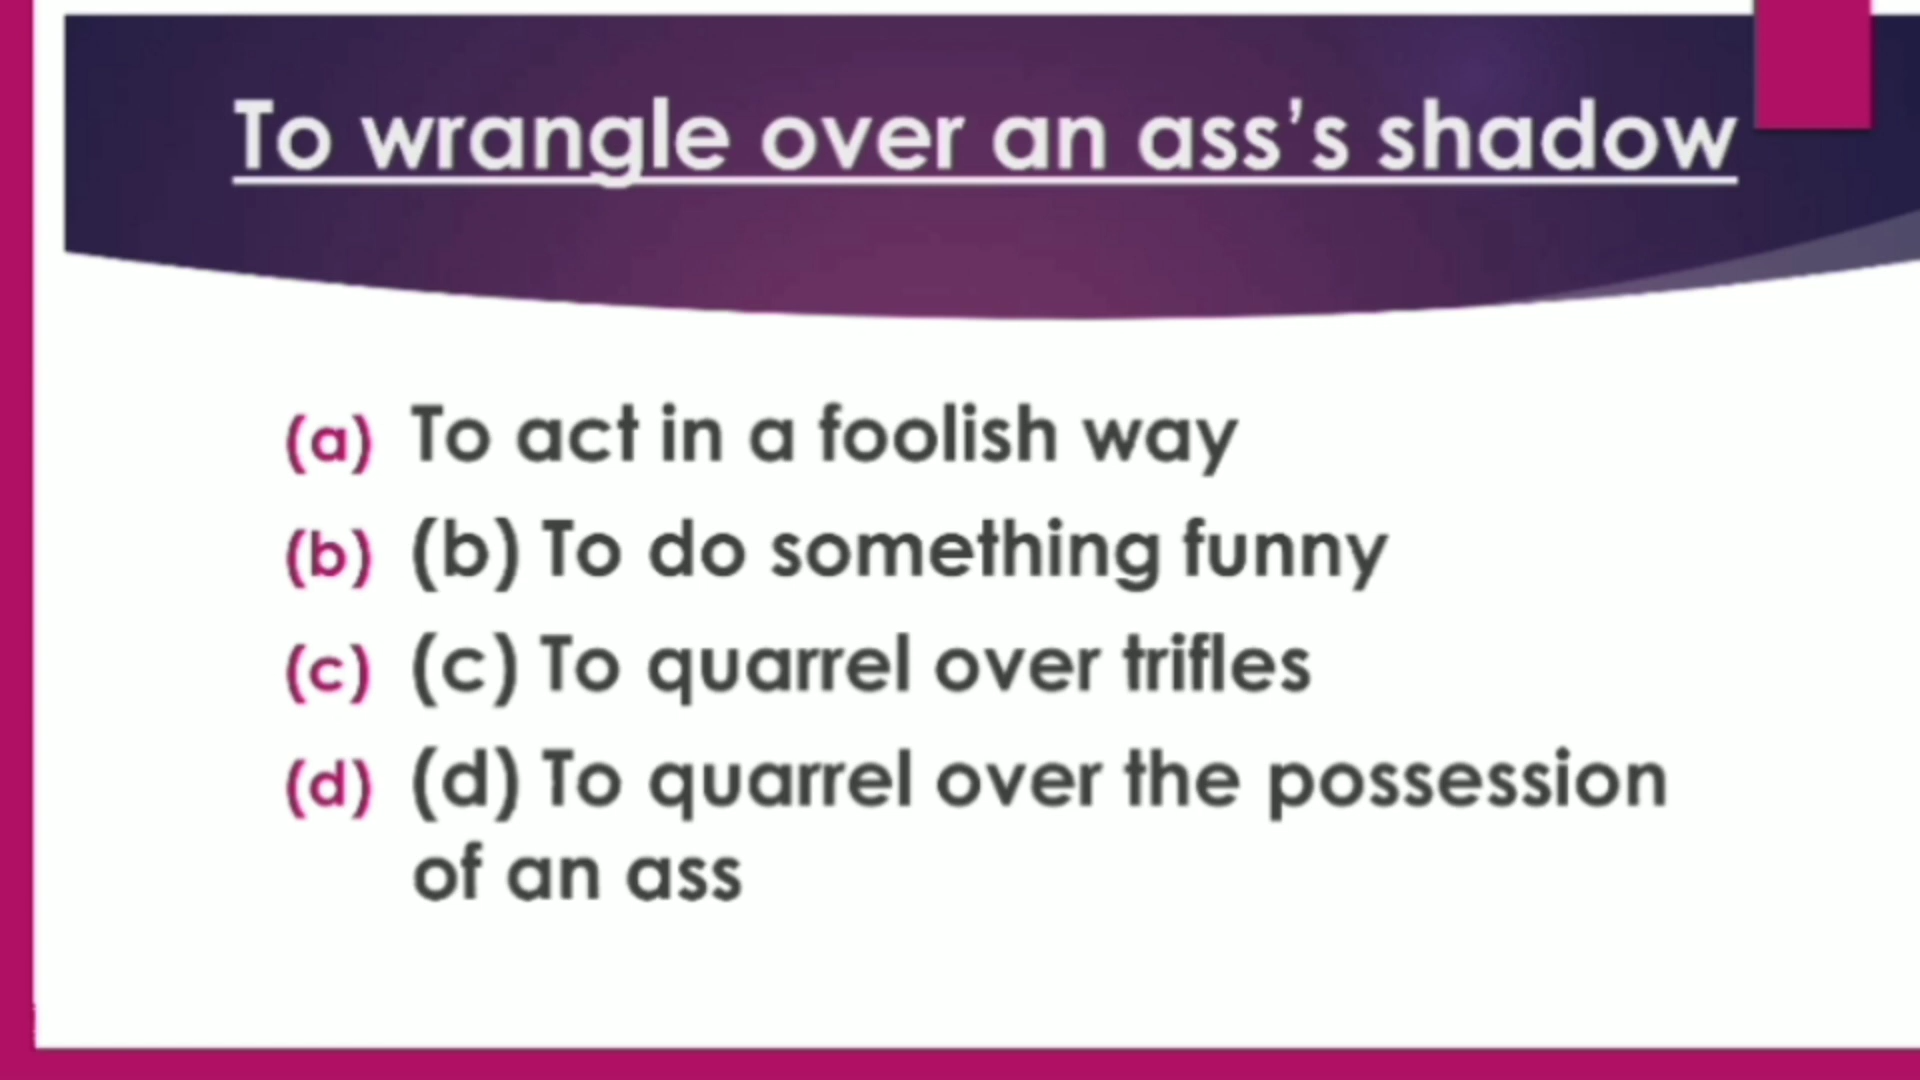 To wrangle over an ass’s shadow
(a) To act in a foolish way
(b) (b) To do something funny
(c) (c) To quarrel over trifles
(d) (d) To quarrel over the possession
of an ass